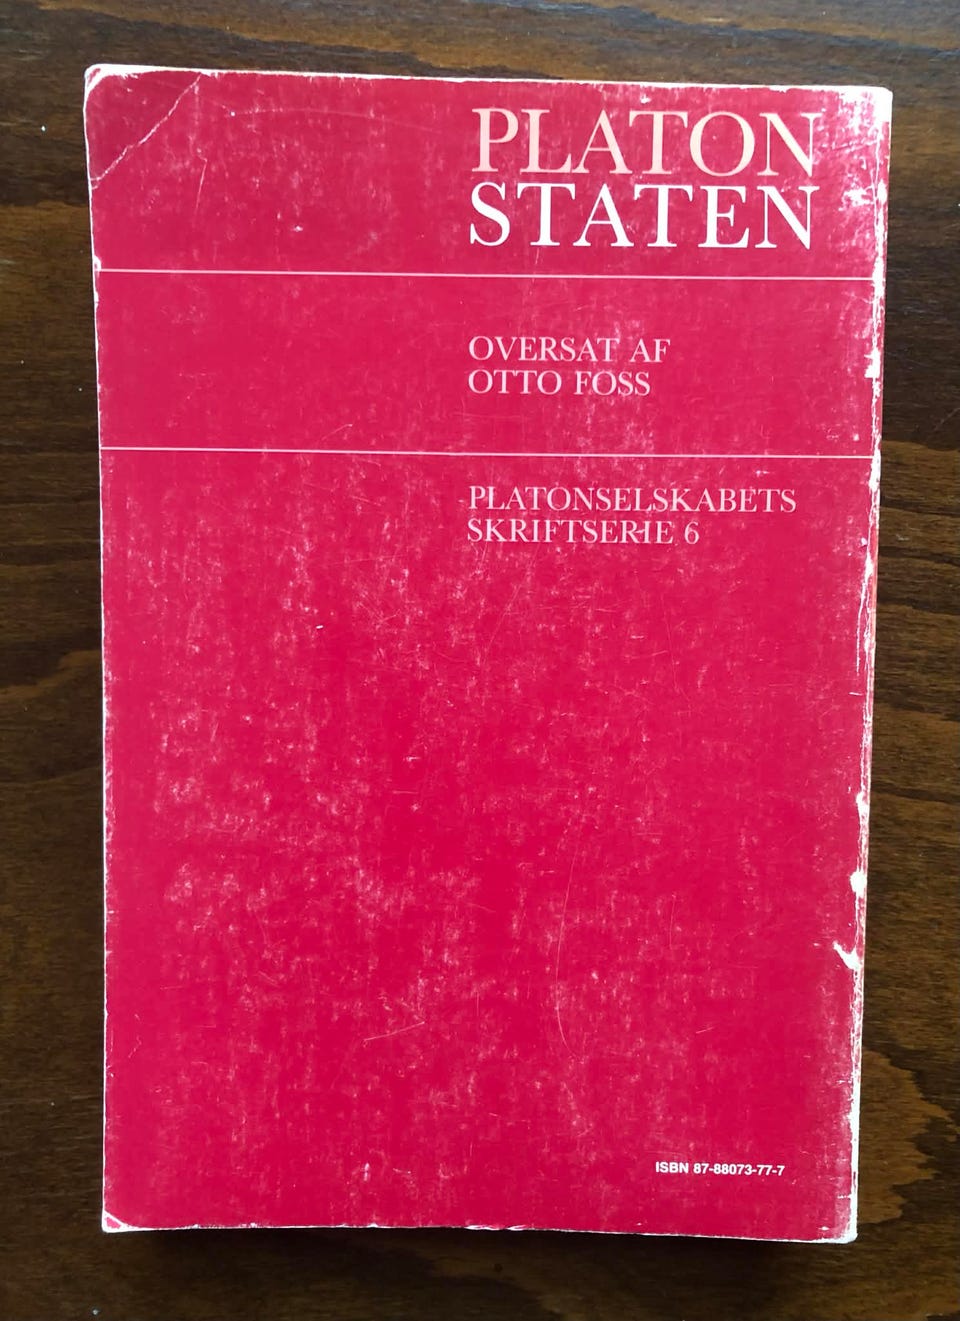 PLATON
STATEN
OVERSAT AF
OTTO FOSS
PLATONSELSKABETS
SKRIFTSERIE 6
ISBN 87-88073-77-7